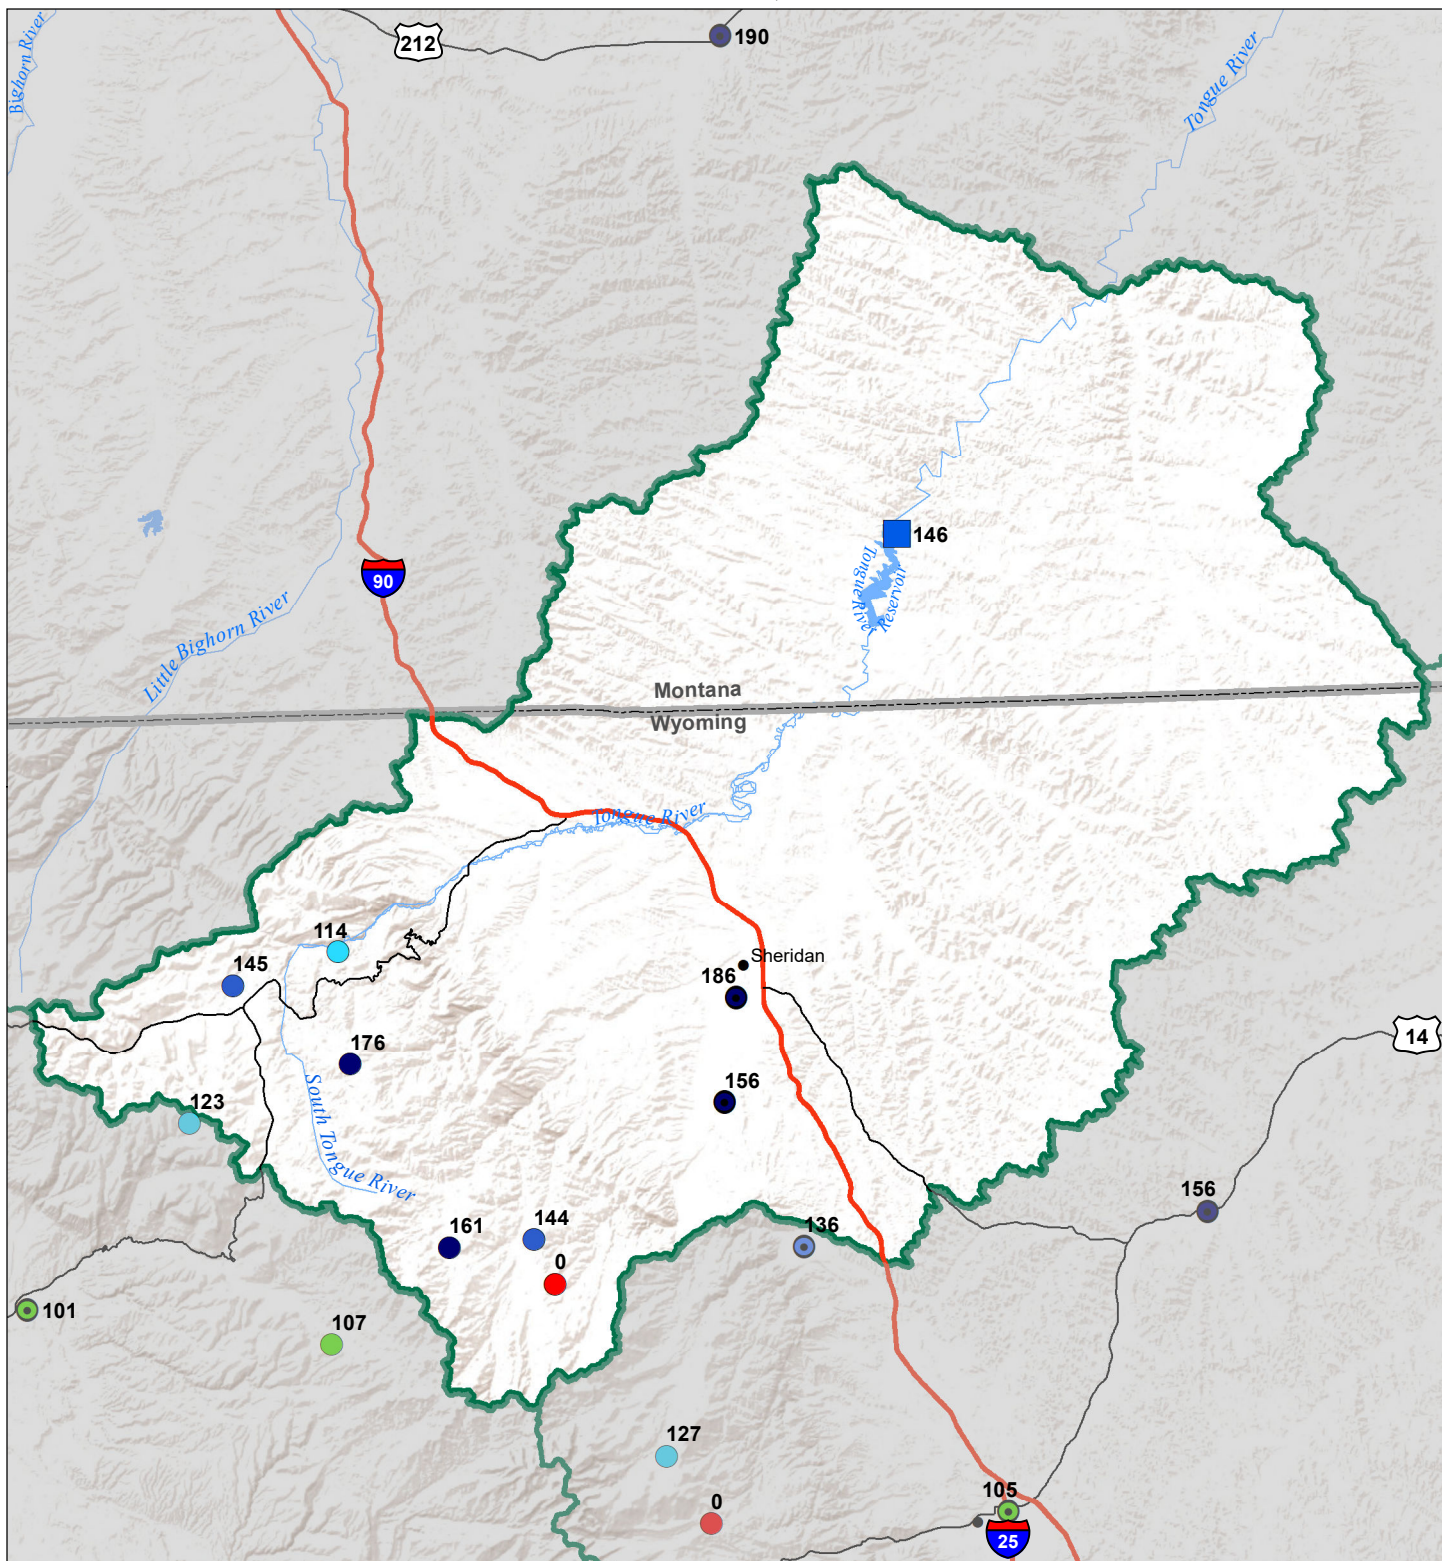 Bighorn River
212
190
Tongue River
146
Tongue River
Reservoir
90
Little Bighorn River
Montana
Wyoming
Tongue River
114
145
Sheridan
186
176
14
123
156
South Tongue River
156
161
144
136
0
101
107
127
0
105
25